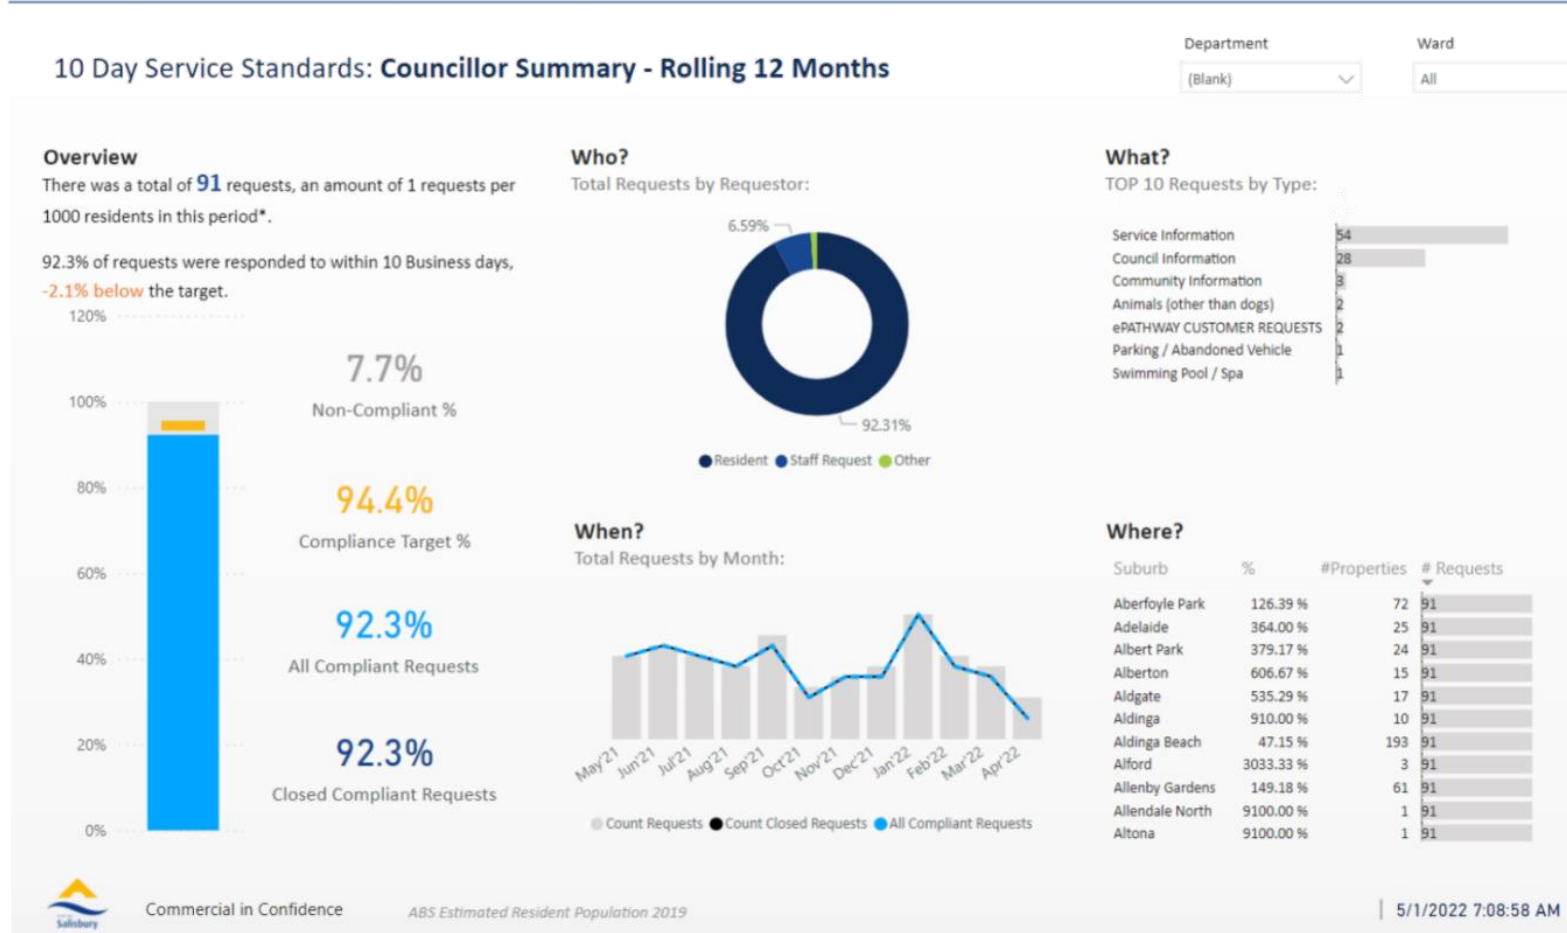 10 Day Service Standards: Councillor Summary - Rolling 12 Months
Department
(Blank)
Ward
All
Overview
There was a total of 91 requests, an amount of 1 requests per
1000 residents in this period*.
92.3% of requests were responded to within 10 Business days,
-2.1% below the target.
120%
100%
80%
60%
40%
20%
0%
7.7%
Non-Compliant %
94.4%
Compliance Target %
92.3%
All Compliant Requests
92.3%
Closed Compliant Requests
Who?
Total Requests by Requestor:
6.59%
92.31%
Resident Staff Request Other
What?
TOP 10 Requests by Type:
Service Information 54
Council Information 28
Community Information 3
Animals (other than dogs) 2
ePATHWAY CUSTOMER REQUESTS 2
Parking / Abandoned Vehicle 1
Swimming Pool / Spa 1
When?
Total Requests by Month:
May'21 Jun'21 Jul'21 Aug'21 Sep'21 Oct'21 Nov'21 Dec'21 Jan'22 Feb'22 Mar'22 Apr'22
Count Requests Count Closed Requests All Compliant Requests
Where?
Suburb % #Properties # Requests
Aberfoyle Park 126.39 % 72 91
Adelaide 364.00 % 25 91
Albert Park 379.17 % 24 91
Alberton 606.67 % 15 91
Aldgate 535.29 % 17 91
Aldinga 910.00 % 10 91
Aldinga Beach 47.15 % 193 91
Alford 3033.33 % 3 91
Allenby Gardens 149.18 % 61 91
Allendale North 9100.00 % 1 91
Altona 9100.00 % 1 91
Salisbury
Commercial in Confidence
ABS Estimated Resident Population 2019
5/1/2022 7:08:58 AM